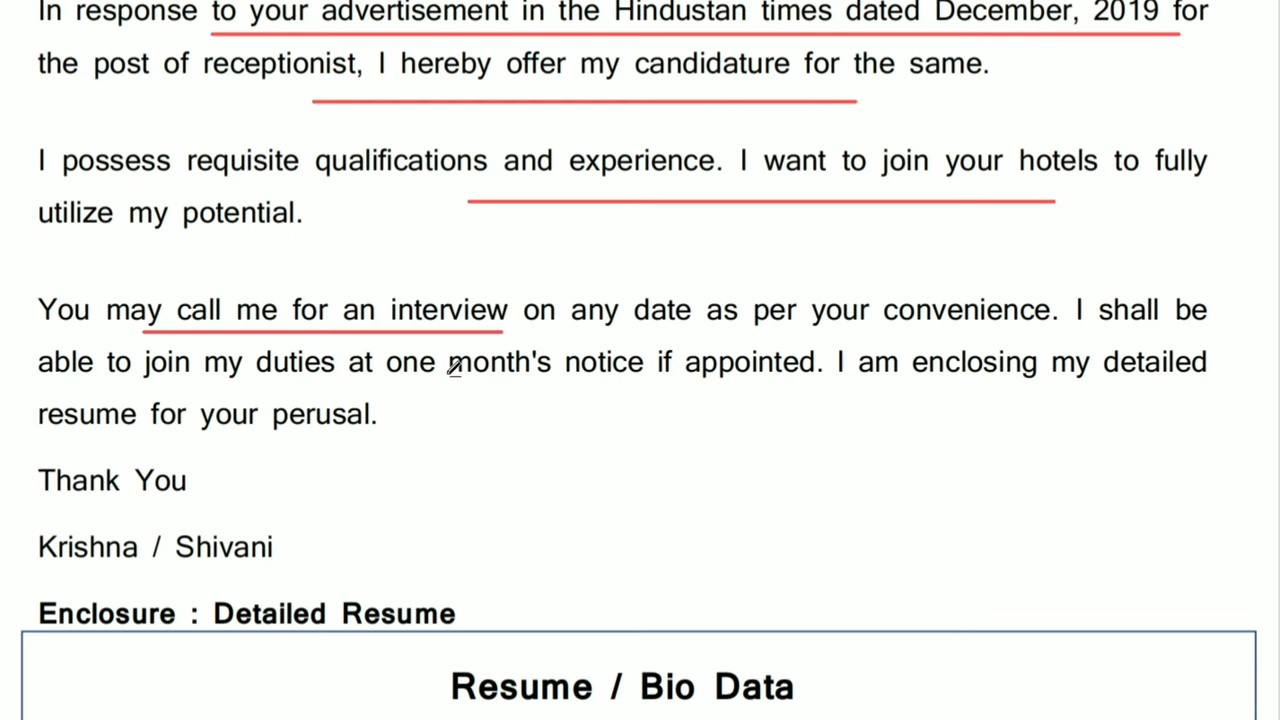 In response to your advertisement in the Hindustan times dated December, 2019 for
the post of receptionist, I hereby offer my candidature for the same.
I possess requisite qualifications and experience. I want to join your hotels to fully
utilize my potential.
You may call me for an interview on any date as per your convenience. I shall be
able to join my duties at one month's notice if appointed. I am enclosing my detailed
resume for your perusal.
Thank You
Krishna / Shivani
Enclosure : Detailed Resume
Resume / Bio Data